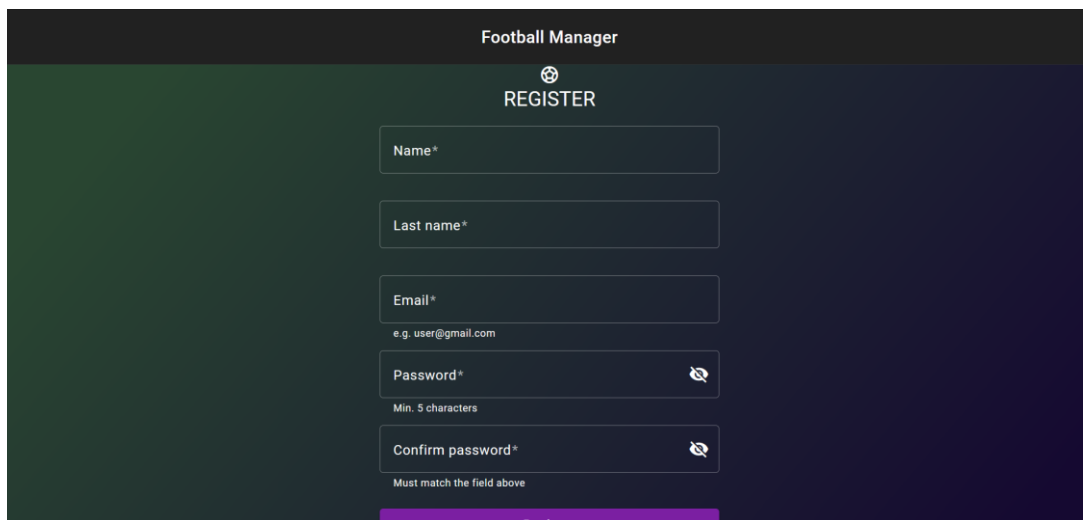 Football Manager
REGISTER
Name*
Last name*
Email*
e.g. user@gmail.com
Password*
Min. 5 characters
Confirm password*
Must match the field above